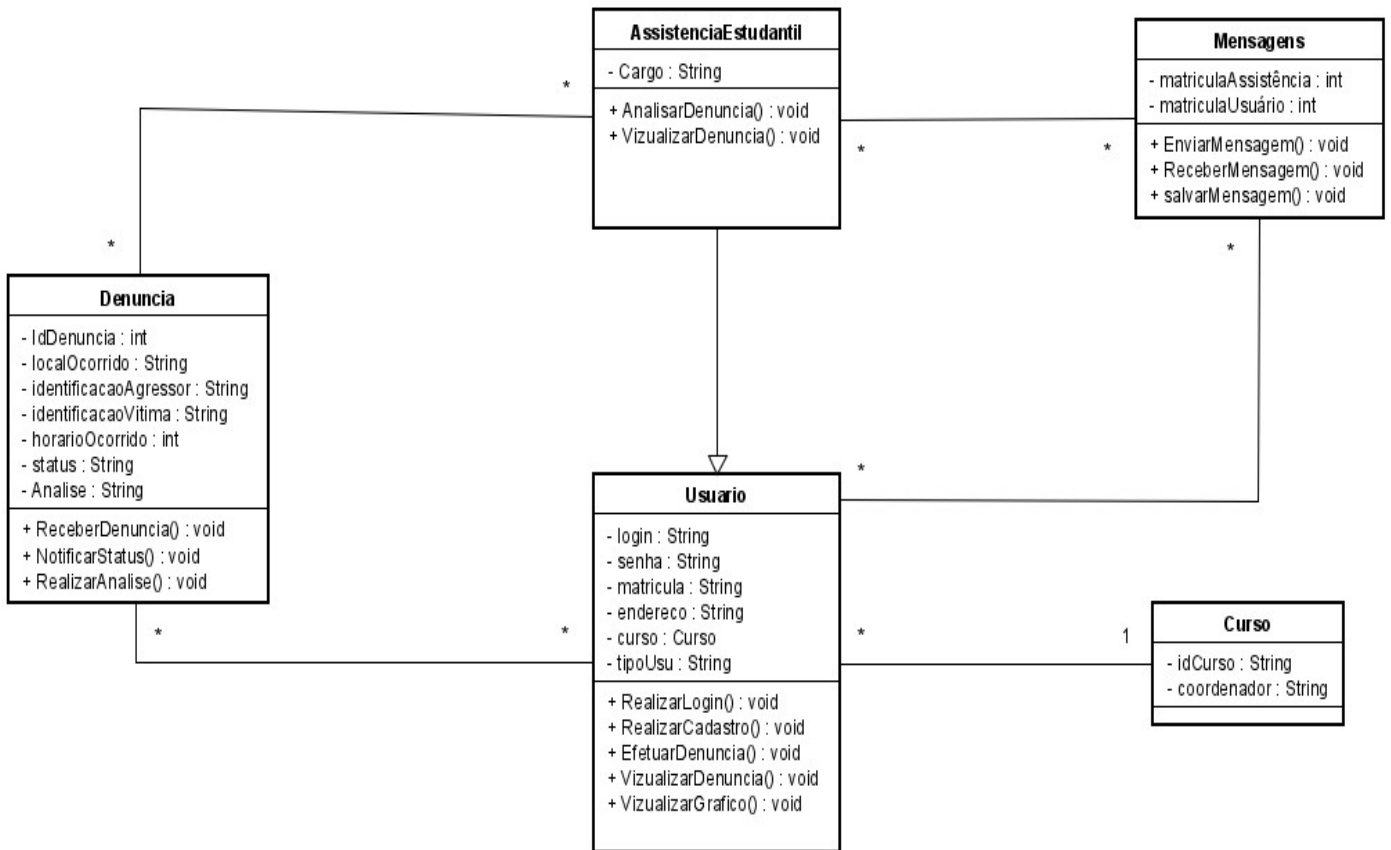 AssistenciaEstudantil
- Cargo : String
+ AnalisarDenuncia() : void
+ VizualizarDenuncia() : void
Mensagens
- matriculaAssistência : int
- matriculaUsuário : int
+ EnviarMensagem() : void
+ ReceberMensagem() : void
+ salvarMensagem() : void
*
*
*
*
*
Denuncia
- IdDenuncia : int
- localOcorrido : String
- identificacaoAgressor : String
- identificacaoVitima : String
- horarioOcorrido : int
- status : String
- Analise : String
+ ReceberDenuncia() : void
+ NotificarStatus() : void
+ RealizarAnalise() : void
*
*
*
Usuario
- login : String
- senha : String
- matricula : String
- endereco : String
- curso : Curso
- tipoUsu : String
+ RealizarLogin() : void
+ RealizarCadastro() : void
+ EfetuarDenuncia() : void
+ VizualizarDenuncia() : void
+ VizualizarGrafico() : void
*
1
Curso
- idCurso : String
- coordenador : String